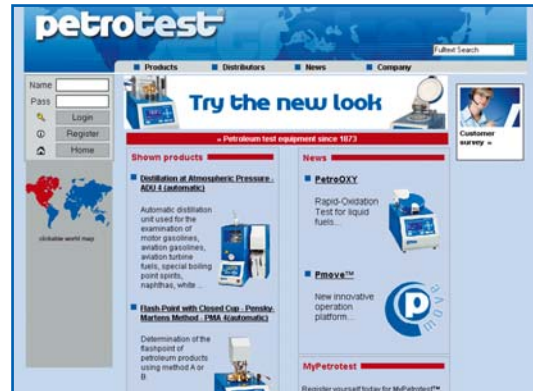 petrotest
Fulltext Search
Products
Distributors
News
Company
Name
Pass
Login
Register
Home
Try the new look
» Petroleum test equipment since 1873
Customer
survey »
clickable world map
Shown products
Distillation at Atmospheric Pressure -
ADU 4 (automatic)
Automatic distillation
unit used for the
examination of
motor gasolines,
aviation gasolines,
aviation turbine
fuels, special boiling
point spirits,
naphthas, white ...
Flash-Point with Closed Cup - Pensky-
Martens Method - PMA 4(automatic)
Determination of the
flashpoint of
petroleum products
using method A or
B.
News
PetroOXY
Rapid-Oxidation
Test for liquid
fuels...
Pmove™
New innovative
operation
platform...
p
MyPetrotest
Register yourself today for MyPetrotest™